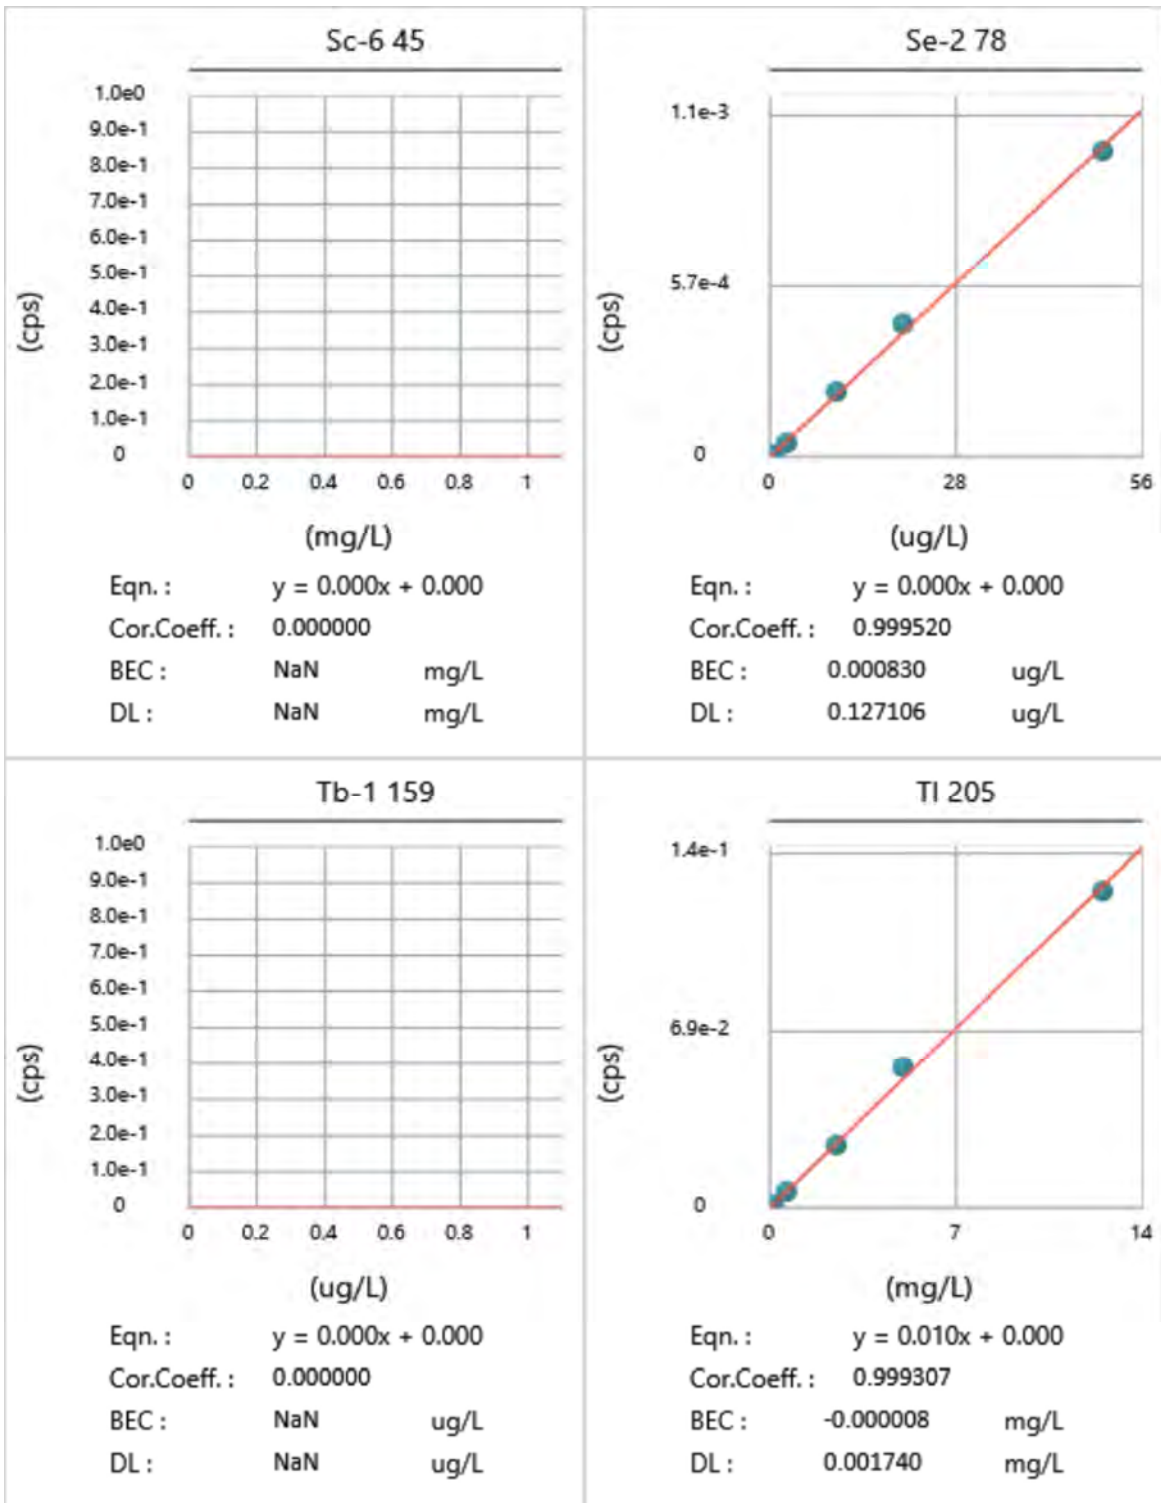 Sc-6 45
1.0e0
9.0e-1
8.0e-1
7.0e-1
6.0e-1
5.0e-1
4.0e-1
3.0e-1
2.0e-1
1.0e-1
0
(cps)
0 0.2 0.4 0.6 0.8 1
(mg/L)
Eqn. : y = 0.000x + 0.000
Cor.Coeff. : 0.000000
BEC : NaN mg/L
DL : NaN mg/L
Se-2 78
1.1e-3
5.7e-4
0
(cps)
0 28 56
(ug/L)
Eqn. : y = 0.000x + 0.000
Cor.Coeff. : 0.999520
BEC : 0.000830 ug/L
DL : 0.127106 ug/L
Tb-1 159
1.0e0
9.0e-1
8.0e-1
7.0e-1
6.0e-1
5.0e-1
4.0e-1
3.0e-1
2.0e-1
1.0e-1
0
(cps)
0 0.2 0.4 0.6 0.8 1
(ug/L)
Eqn. : y = 0.000x + 0.000
Cor.Coeff. : 0.000000
BEC : NaN ug/L
DL : NaN ug/L
Tl 205
1.4e-1
6.9e-2
0
(cps)
0 7 14
(mg/L)
Eqn. : y = 0.010x + 0.000
Cor.Coeff. : 0.999307
BEC : -0.000008 mg/L
DL : 0.001740 mg/L